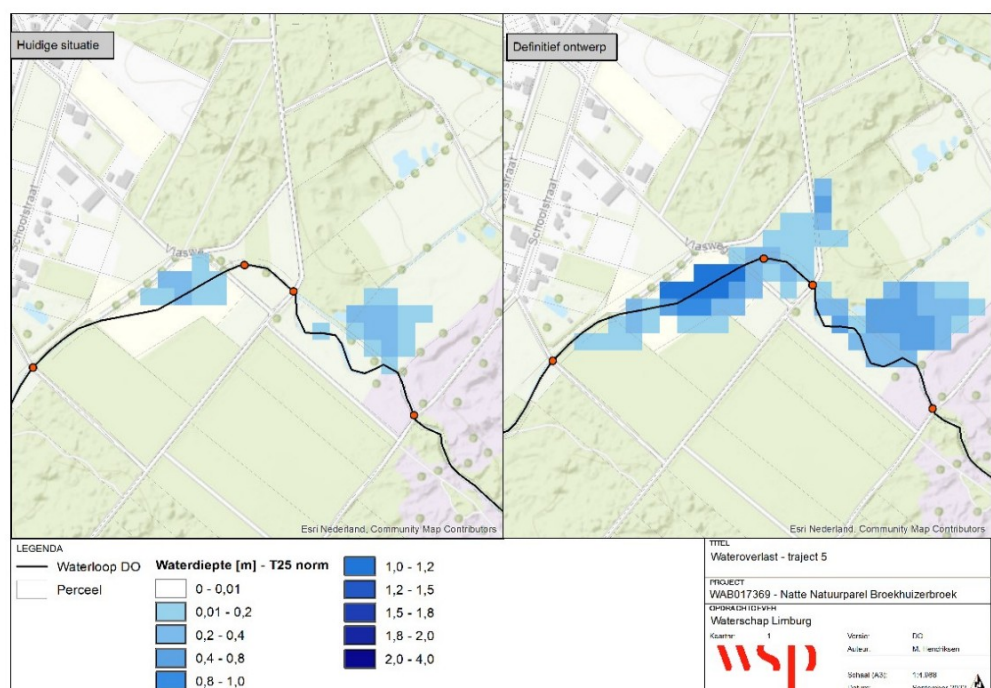 Huidige situatie
Schoolstraat
Vlasweg
Esri Nederland, Community Map Contributors
Definitief ontwerp
Schoolstraat
Vlasweg
Esri Nederland, Community Map Contributors
LEGENDA
Waterloop DO
Perceel
Waterdiepte [m] - T25 norm
0 - 0,01
0,01 - 0,2
0,2 - 0,4
0,4 - 0,8
0,8 - 1,0
1,0 - 1,2
1,2 - 1,5
1,5 - 1,8
1,8 - 2,0
2,0 - 4,0
TITEL
Wateroverlast - traject 5
PROJECT
WAB017369 - Natte Natuurparel Broekhuizerbroek
OPDRACHTGEVER
Waterschap Limburg
1
wsp
Versie: DO
Auteur: M. Hendriksen
Schaal (A3):